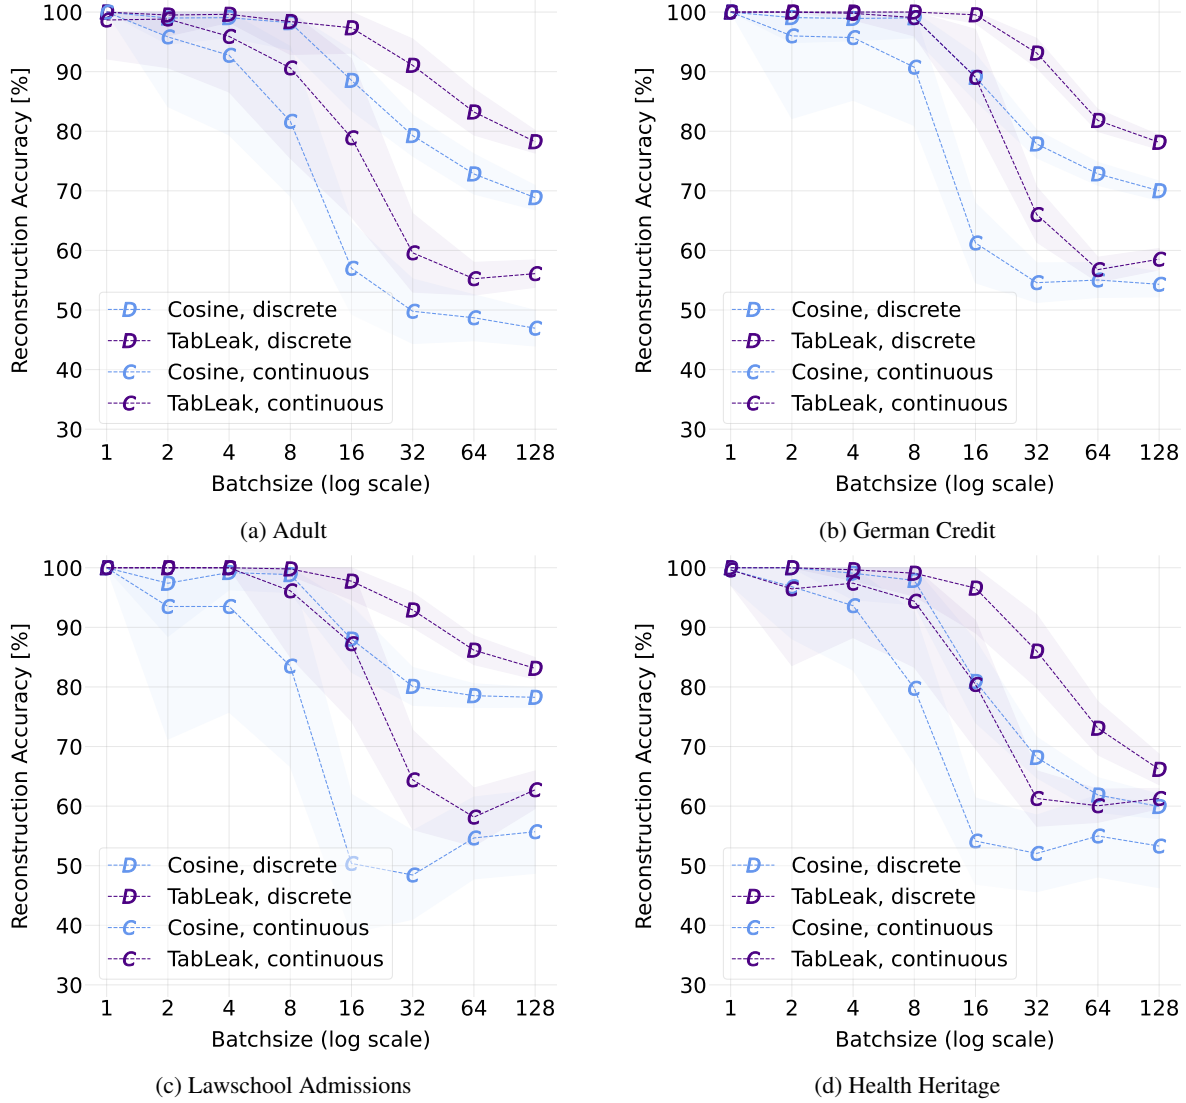 100
90
80
70
60
50
40
30
Reconstruction Accuracy [%]
D Cosine, discrete
D TabLeak, discrete
C Cosine, continuous
C TabLeak, continuous
1 2 4 8 16 32 64 128
Batchsize (log scale)
(a) Adult
100
90
80
70
60
50
40
30
Reconstruction Accuracy [%]
D Cosine, discrete
D TabLeak, discrete
C Cosine, continuous
C TabLeak, continuous
1 2 4 8 16 32 64 128
Batchsize (log scale)
(b) German Credit
100
90
80
70
60
50
40
30
Reconstruction Accuracy [%]
D Cosine, discrete
D TabLeak, discrete
C Cosine, continuous
C TabLeak, continuous
1 2 4 8 16 32 64 128
Batchsize (log scale)
(c) Lawschool Admissions
100
90
80
70
60
50
40
30
Reconstruction Accuracy [%]
D Cosine, discrete
D TabLeak, discrete
C Cosine, continuous
C TabLeak, continuous
1 2 4 8 16 32 64 128
Batchsize (log scale)
(d) Health Heritage